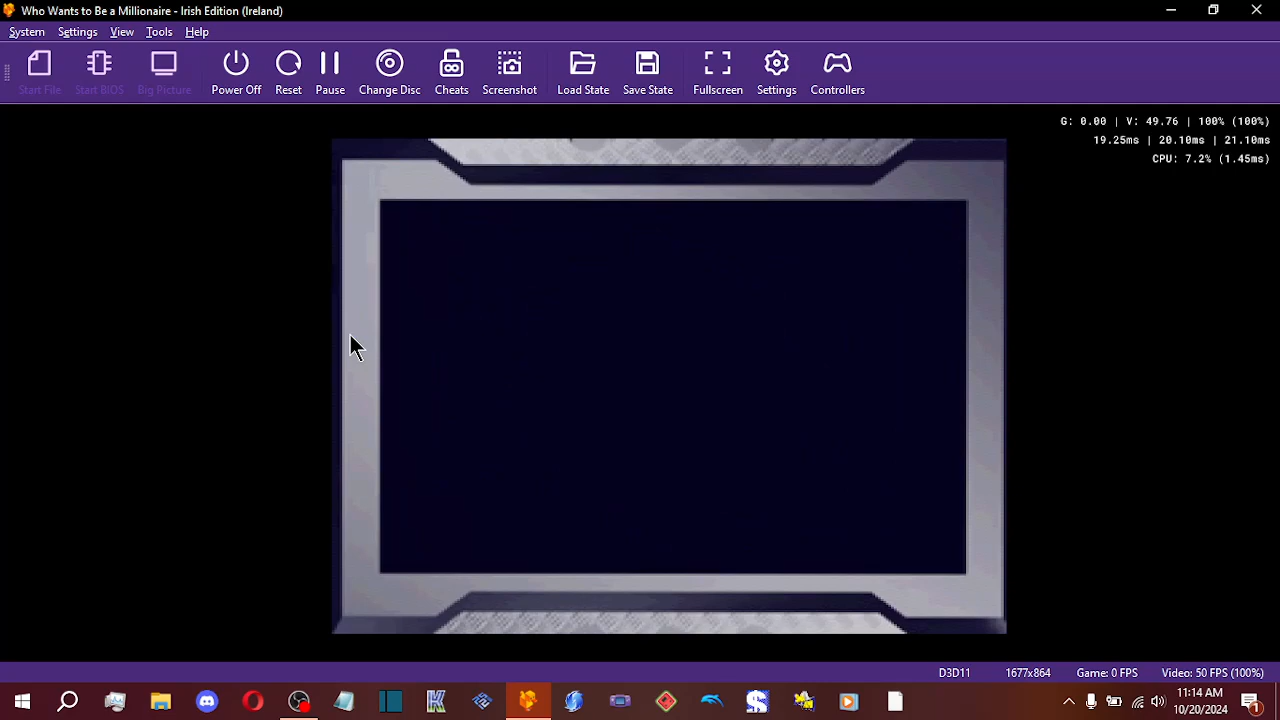 Who Wants to Be a Millionaire - Irish Edition (Ireland)
System Settings View Tools Help
Start File Start BIOS Big Picture Power Off Reset Pause Change Disc Cheats Screenshot Load State Save State Fullscreen Settings Controllers
G: 0.00 | V: 49.76 | 100% (100%)
19.25ms | 20.10ms | 21.10ms
CPU: 7.2% (1.45ms)
D3D11 1677x864 Game: 0 FPS Video: 50 FPS (100%)
11:14 AM
10/20/2024
1